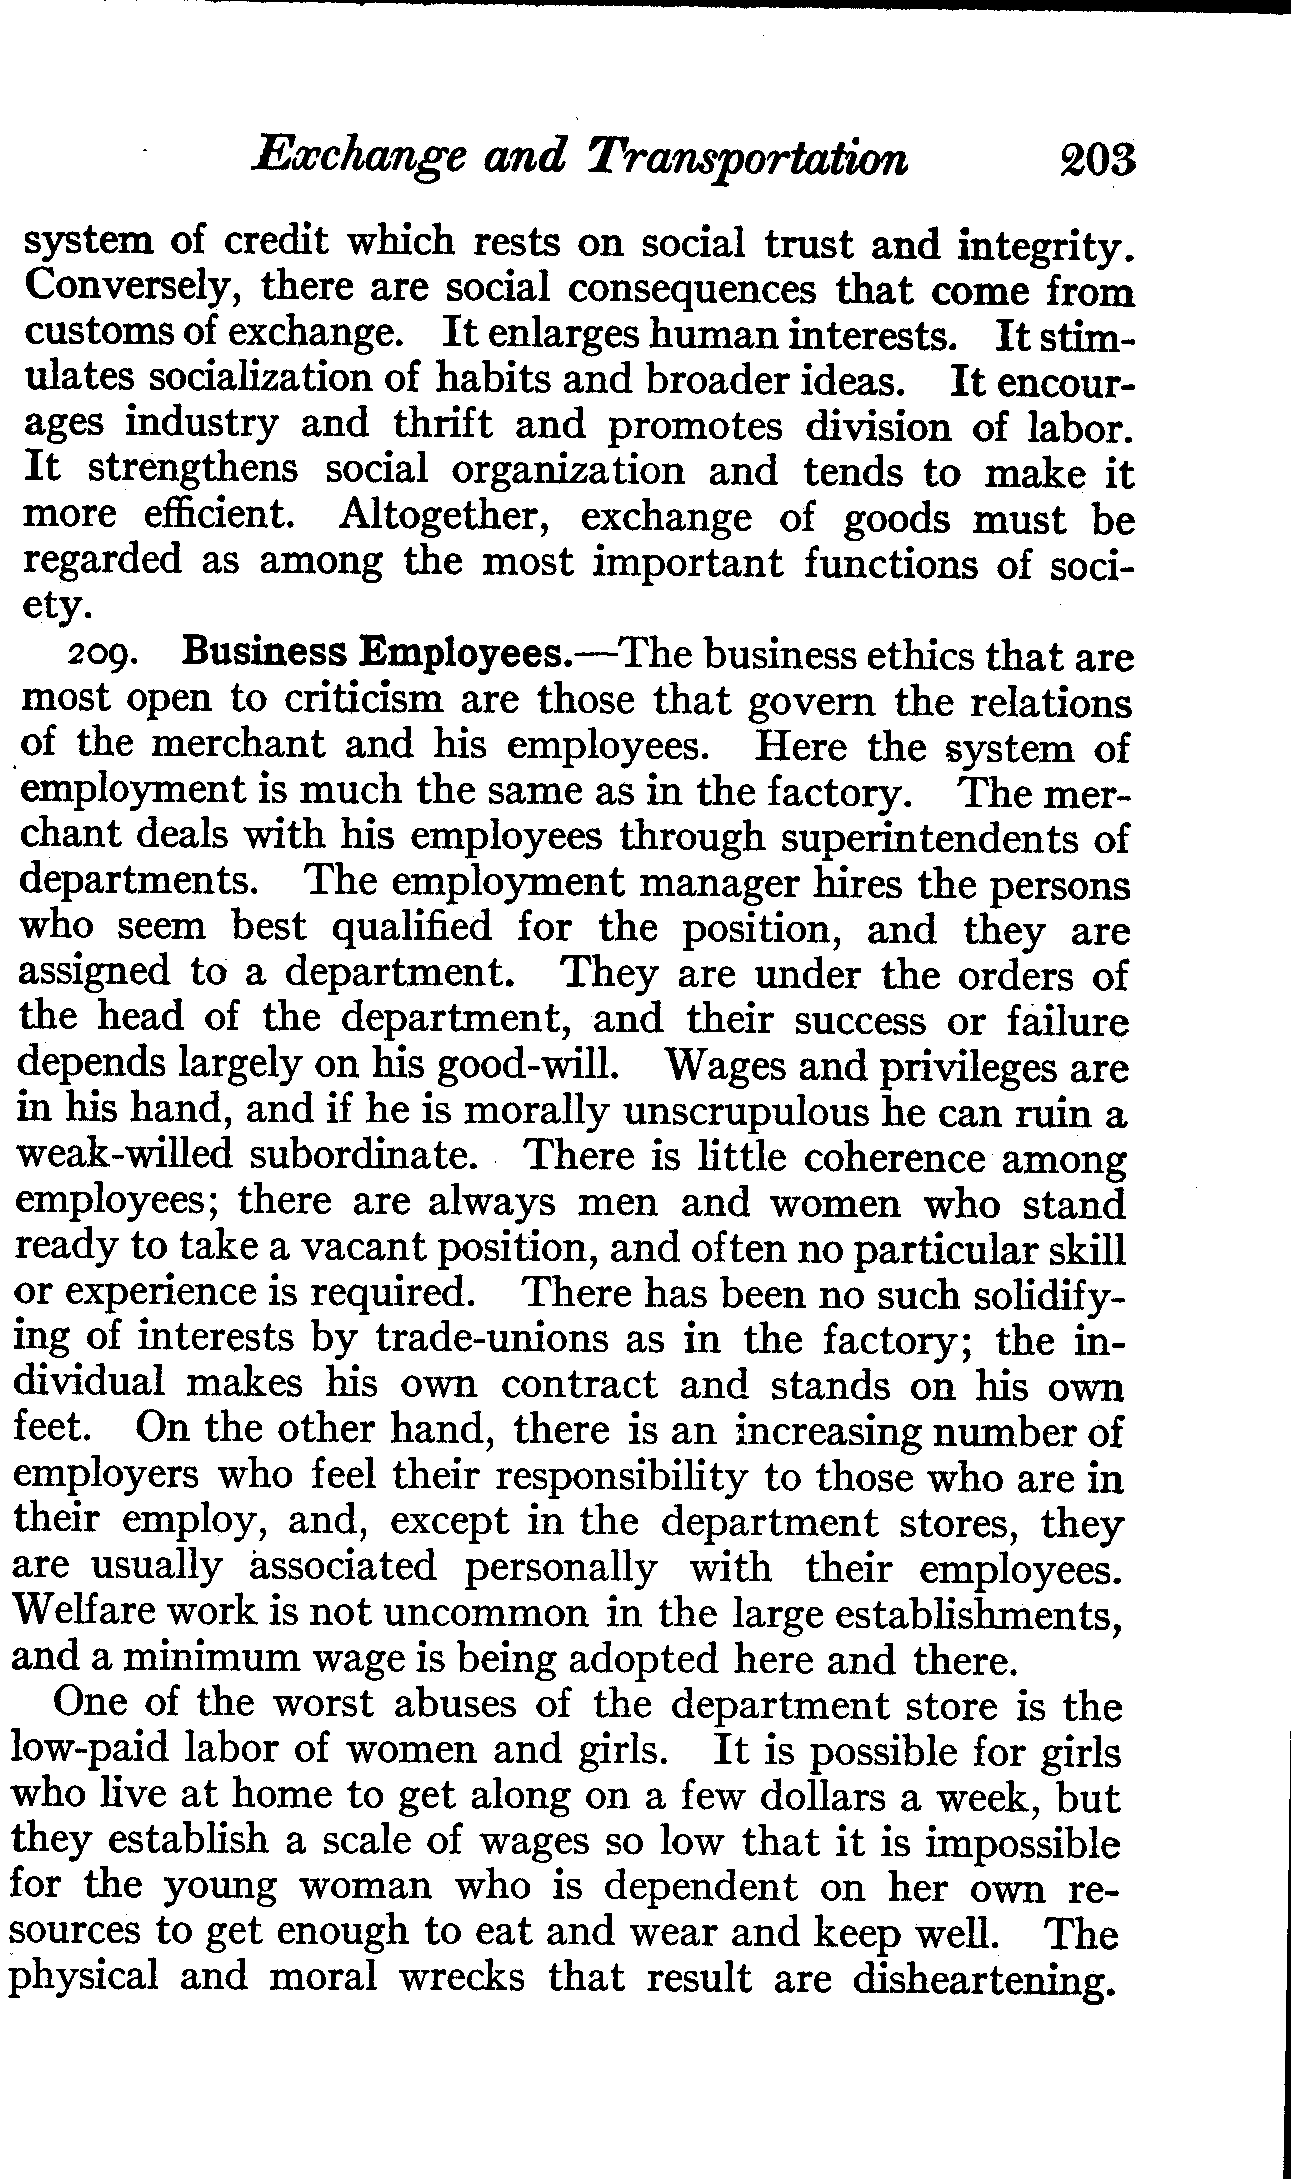 Exchange and Transportation 203
system of credit which rests on social trust and integrity.
Conversely, there are social consequences that come from
customs of exchange. It enlarges human interests. It stim-
ulates socialization of habits and broader ideas. It encour-
ages industry and thrift and promotes division of labor.
It strengthens social organization and tends to make it
more efficient. Altogether, exchange of goods must be
regarded as among the most important functions of soci-
ety.
209. Business Employees.—The business ethics that are
most open to criticism are those that govern the relations
of the merchant and his employees. Here the system of
employment is much the same as in the factory. The mer-
chant deals with his employees through superintendents of
departments. The employment manager hires the persons
who seem best qualified for the position, and they are
assigned to a department. They are under the orders of
the head of the department, and their success or failure
depends largely on his good-will. Wages and privileges are
in his hand, and if he is morally unscrupulous he can ruin a
weak-willed subordinate. There is little coherence among
employees; there are always men and women who stand
ready to take a vacant position, and often no particular skill
or experience is required. There has been no such solidify-
ing of interests by trade-unions as in the factory; the in-
dividual makes his own contract and stands on his own
feet. On the other hand, there is an increasing number of
employers who feel their responsibility to those who are in
their employ, and, except in the department stores, they
are usually associated personally with their employees.
Welfare work is not uncommon in the large establishments,
and a minimum wage is being adopted here and there.
One of the worst abuses of the department store is the
low-paid labor of women and girls. It is possible for girls
who live at home to get along on a few dollars a week, but
they establish a scale of wages so low that it is impossible
for the young woman who is dependent on her own re-
sources to get enough to eat and wear and keep well. The
physical and moral wrecks that result are disheartening.